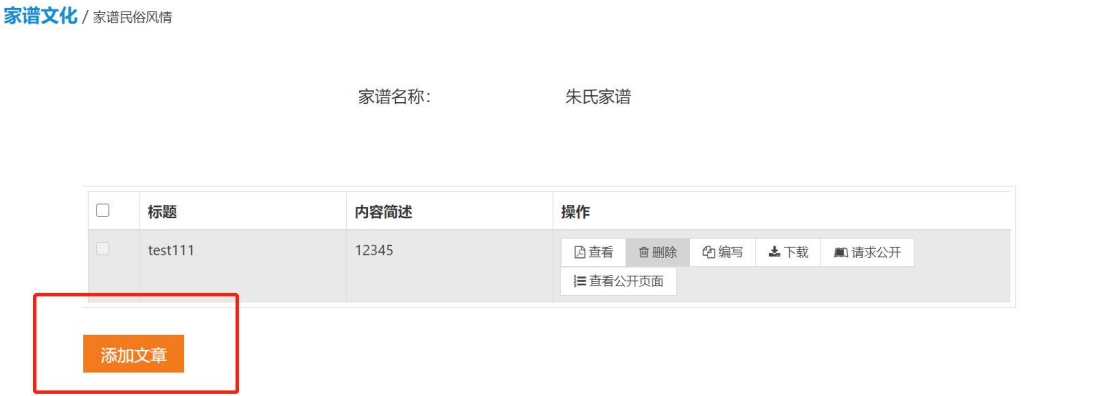 家谱文化 / 家谱民俗风情
家谱名称： 朱氏家谱
标题 内容简述 操作
test111 12345 查看 删除 编写 下载 请求公开
查看公开页面
添加文章